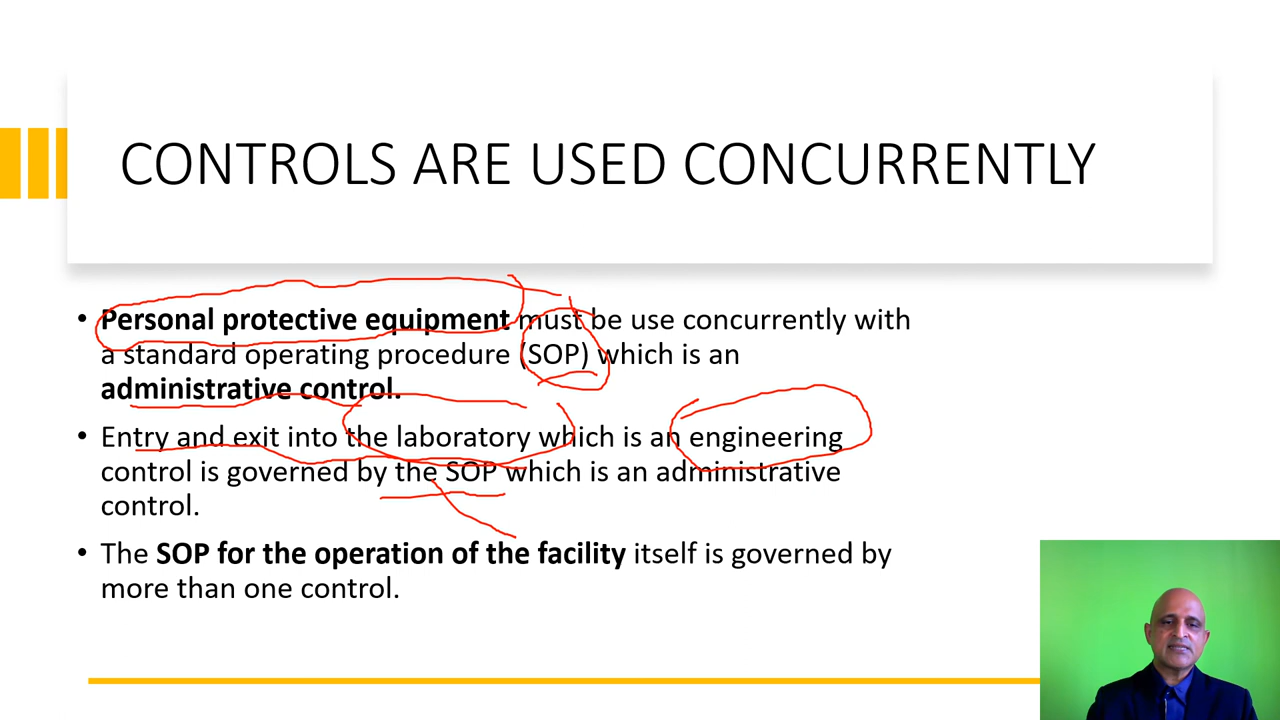 CONTROLS ARE USED CONCURRENTLY
• Personal protective equipment must be use concurrently with
a standard operating procedure (SOP) which is an
administrative control.
• Entry and exit into the laboratory which is an engineering
control is governed by the SOP which is an administrative
control.
• The SOP for the operation of the facility itself is governed by
more than one control.